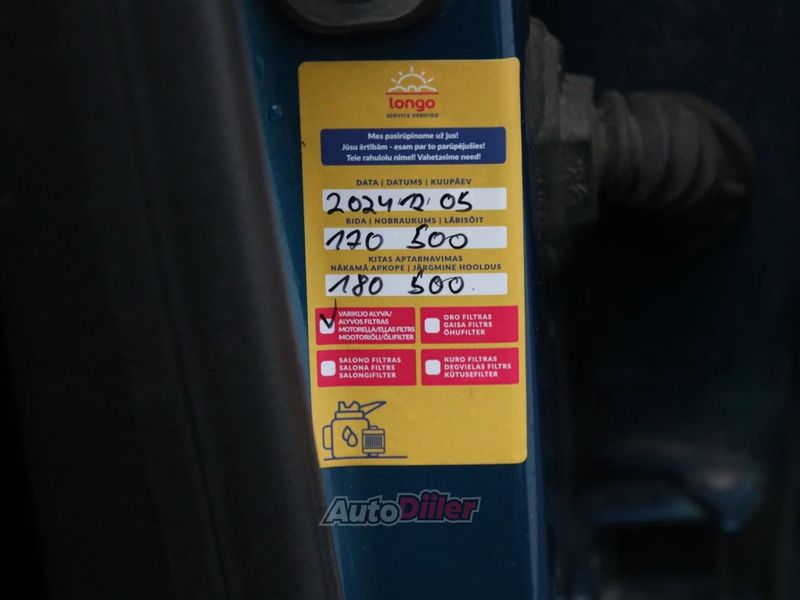 longo
SERVICE VERIFIED
Mes pasirūpinome už jus!
Jūsu ērtībām - esam par to parūpējušies!
Teie rahulolu nimel! Vahetasime need!
DATA | DATUMS | KUUPÄEV
2024 12 05
RIDA | NOBRAUKUMS | LÄBISÕIT
170 500
KITAS APTARNAVIMAS
NĀKAMĀ APKOPE | JÄRGMINE HOOLDUS
180 500
VARIKLIO ALYVA/
ALYVOS FILTRAS
MOTOREĻĻA/EĻĻAS FILTRS
MOOTORIÕLI/ÕLIFILTER
ORO FILTRAS
GAISA FILTRS
ÕHUFILTER
SALONO FILTRAS
SALONA FILTRS
SALONGIFILTER
KURO FILTRAS
DEGVIELAS FILTRS
KÜTUSEFILTER
AutoDiiler